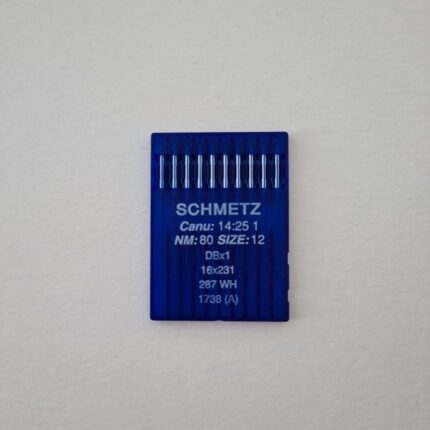 SCHMETZ
Canu: 14:25 1
NM: 80 SIZE: 12
DBx1
16x231
287 WH
1738 (A)